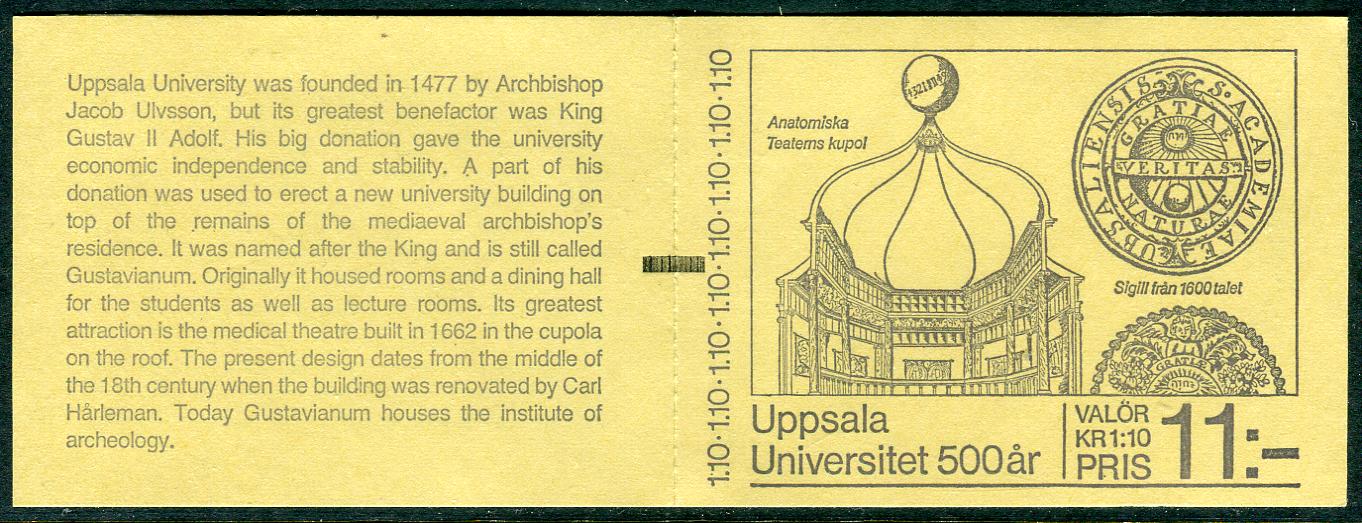 Uppsala University was founded in 1477 by Archbishop
Jacob Ulvsson, but its greatest benefactor was King
Gustav II Adolf. His big donation gave the university
economic independence and stability. A part of his
donation was used to erect a new university building on
top of the remains of the mediaeval archbishop's
residence. It was named after the King and is still called
Gustavianum. Originally it housed rooms and a dining hall
for the students as well as lecture rooms. Its greatest
attraction is the medical theatre built in 1662 in the cupola
on the roof. The present design dates from the middle of
the 18th century when the building was renovated by Carl
Hårleman. Today Gustavianum houses the institute of
archeology.
1:10·1.10·1.10·1.10·1.10·1.10·1.10·1.10
Anatomiska
Teaterns kupol
S·ACADEMIAE UBSALIENSIS
GRATIAE
VERITAS
NATURAE
Sigill från 1600 talet
GRATIÆ
Uppsala
Universitet 500 år
VALÖR
KR 1:10
PRIS
11:–